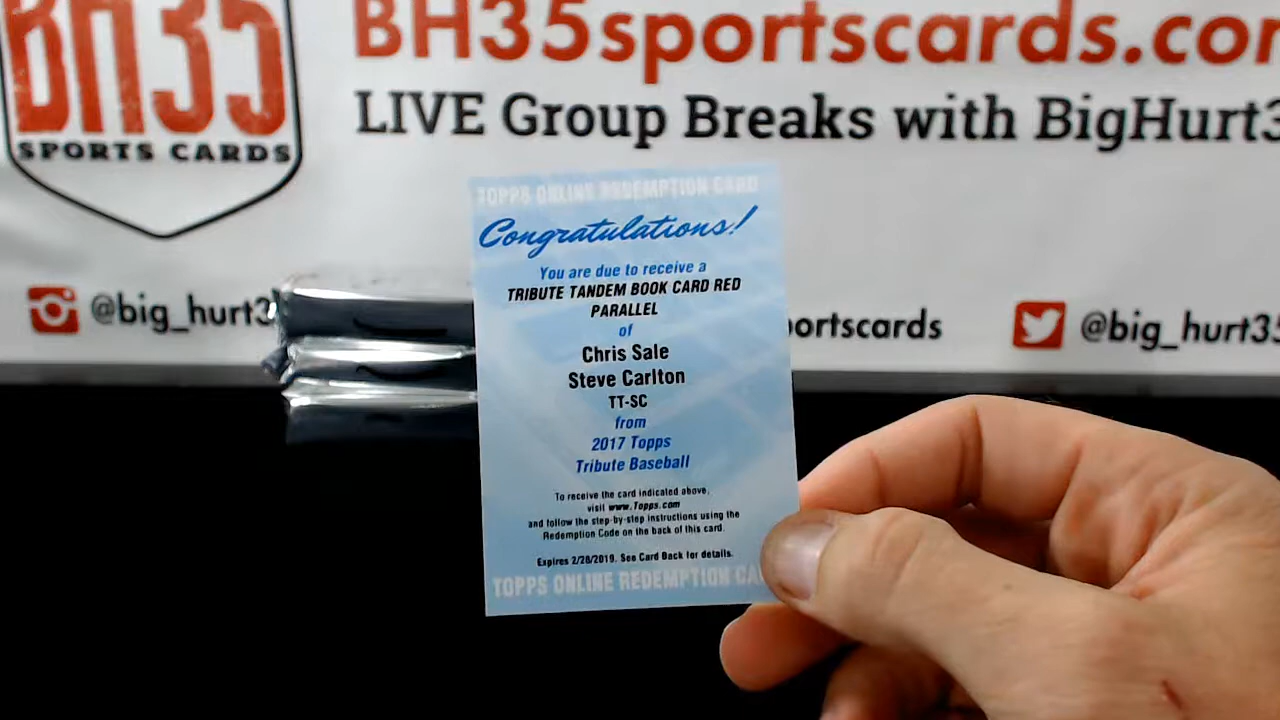 BH35
SPORTS CARDS
BH35sportscards.com
LIVE Group Breaks with BigHurt3
@big_hurt3
ortscards
@big_hurt35
TOPPS ONLINE REDEMPTION CARD
Congratulations!
You are due to receive a
TRIBUTE TANDEM BOOK CARD RED
PARALLEL
of
Chris Sale
Steve Carlton
TT-SC
from
2017 Topps
Tribute Baseball
To receive the card indicated above,
visit www.Topps.com
and follow the step-by-step instructions using the
Redemption Code on the back of this card.
Expires 2/28/2019. See Card Back for details.
TOPPS ONLINE REDEMPTION CA